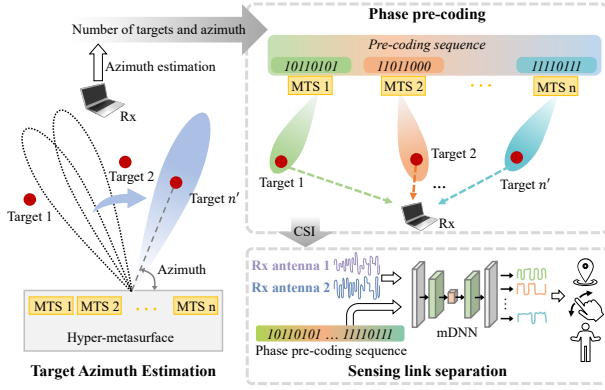 Number of targets and azimuth
Azimuth estimation
Rx
Target 1
Target 2
Target n′
Azimuth
MTS 1 MTS 2 ... MTS n
Hyper-metasurface
Target Azimuth Estimation
Phase pre-coding
Pre-coding sequence
10110101 11011000 11110111
MTS 1 MTS 2 ... MTS n
Target 1
Target 2
...
Target n′
Rx
CSI
Rx antenna 1
Rx antenna 2
mDNN
10110101 ... 11110111
Phase pre-coding sequence
Sensing link separation